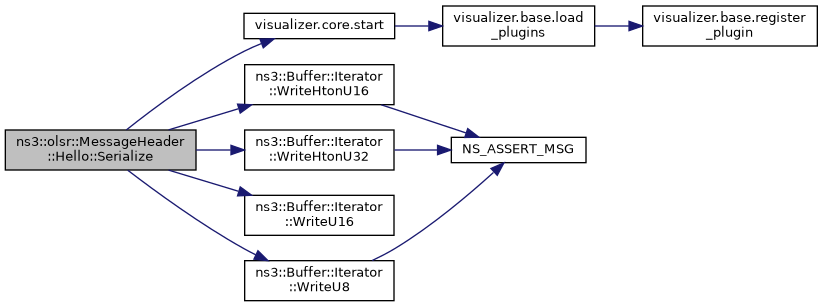 ns3::olsr::MessageHeader
::Hello::Serialize
visualizer.core.start
visualizer.base.load
_plugins
visualizer.base.register
_plugin
ns3::Buffer::Iterator
::WriteHtonU16
ns3::Buffer::Iterator
::WriteHtonU32
NS_ASSERT_MSG
ns3::Buffer::Iterator
::WriteU16
ns3::Buffer::Iterator
::WriteU8